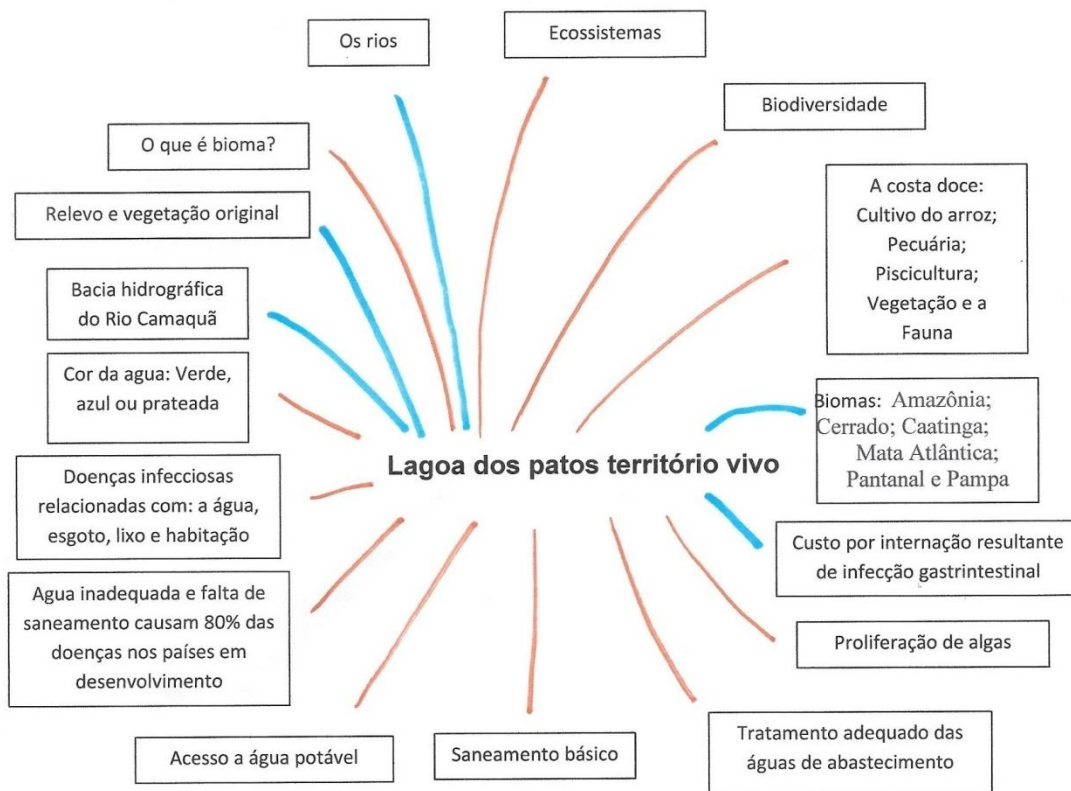 Os rios
Ecossistemas
Biodiversidade
O que é bioma?
A costa doce:
Cultivo do arroz;
Pecuária;
Piscicultura;
Vegetação e a
Fauna
Relevo e vegetação original
Bacia hidrográfica
do Rio Camaquã
Cor da agua: Verde,
azul ou prateada
Biomas: Amazônia;
Cerrado; Caatinga;
Mata Atlântica;
Pantanal e Pampa
Lagoa dos patos território vivo
Doenças infecciosas
relacionadas com: a água,
esgoto, lixo e habitação
Custo por internação resultante
de infecção gastrintestinal
Agua inadequada e falta de
saneamento causam 80% das
doenças nos países em
desenvolvimento
Proliferação de algas
Acesso a água potável
Saneamento básico
Tratamento adequado das
águas de abastecimento